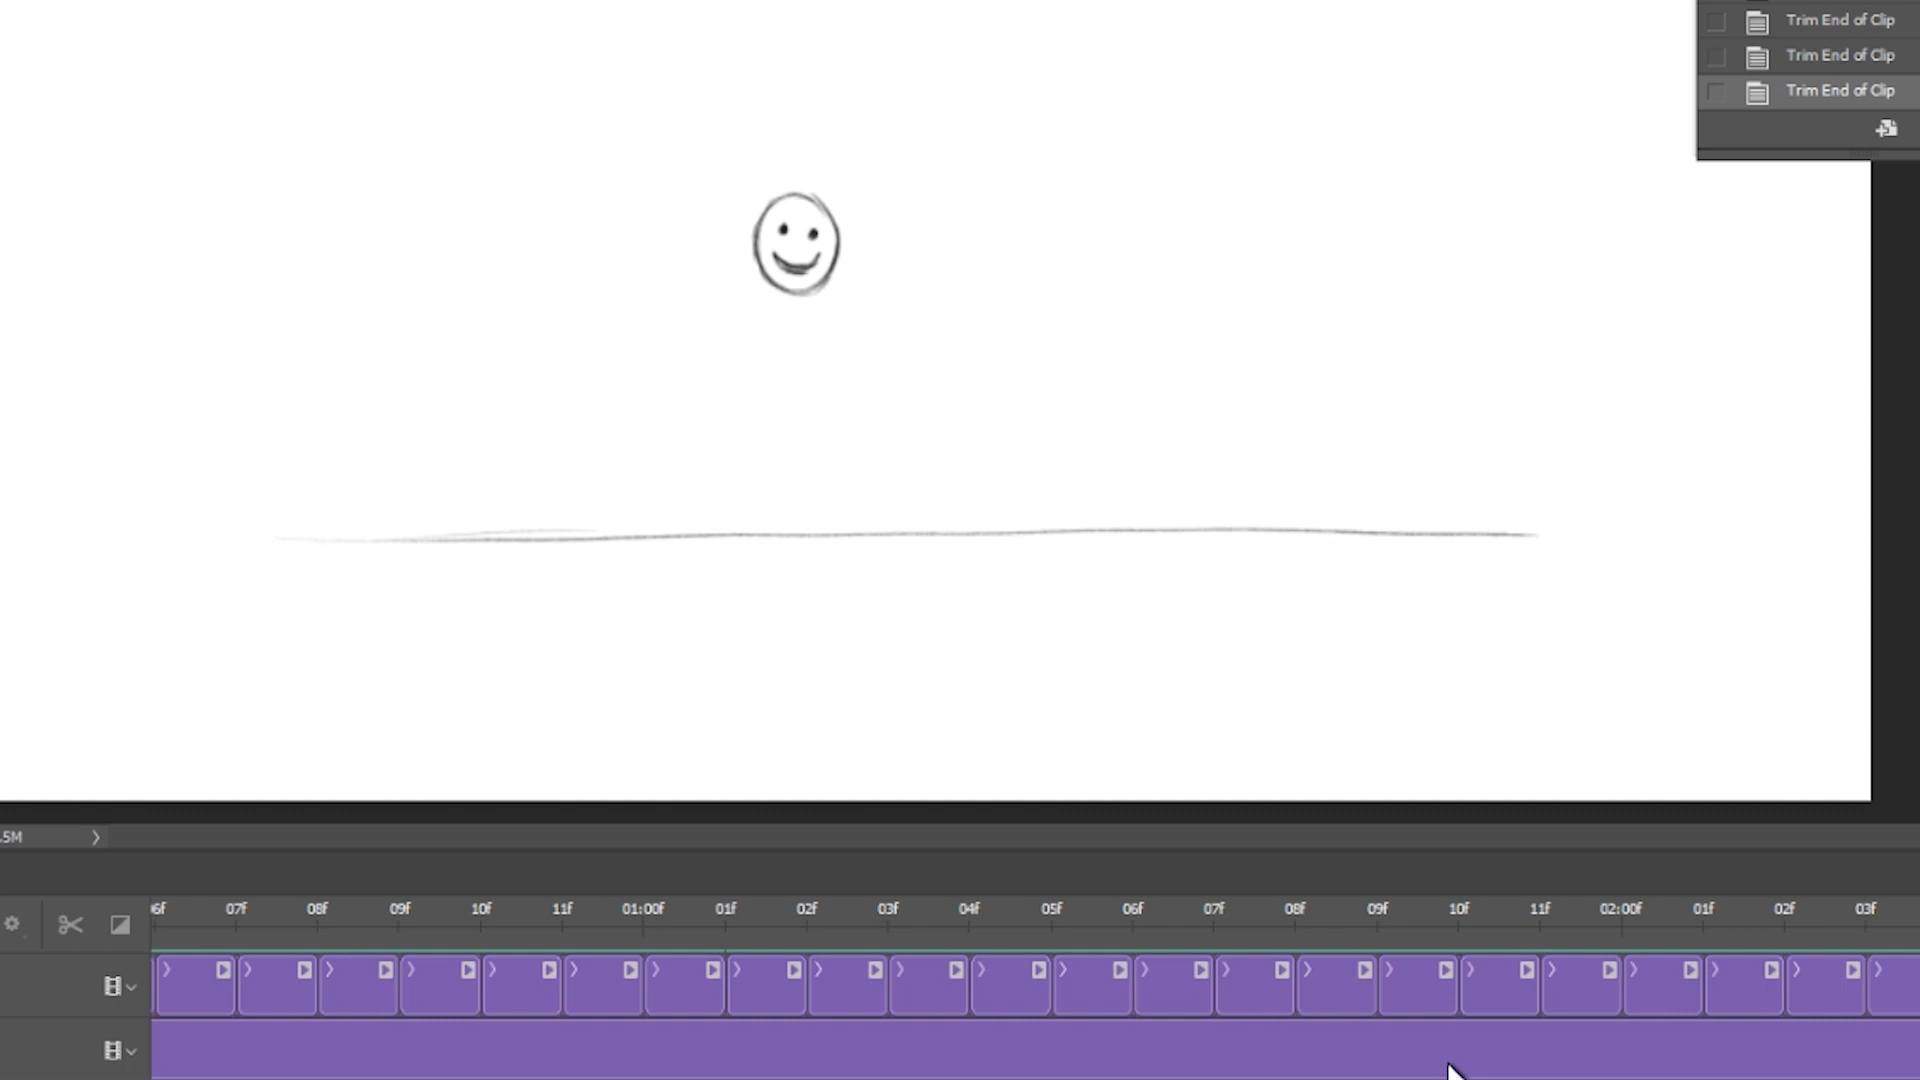 Trim End of Clip
Trim End of Clip
Trim End of Clip
.5M
6f 07f 08f 09f 10f 11f 01:00f 01f 02f 03f 04f 05f 06f 07f 08f 09f 10f 11f 02:00f 01f 02f 03f